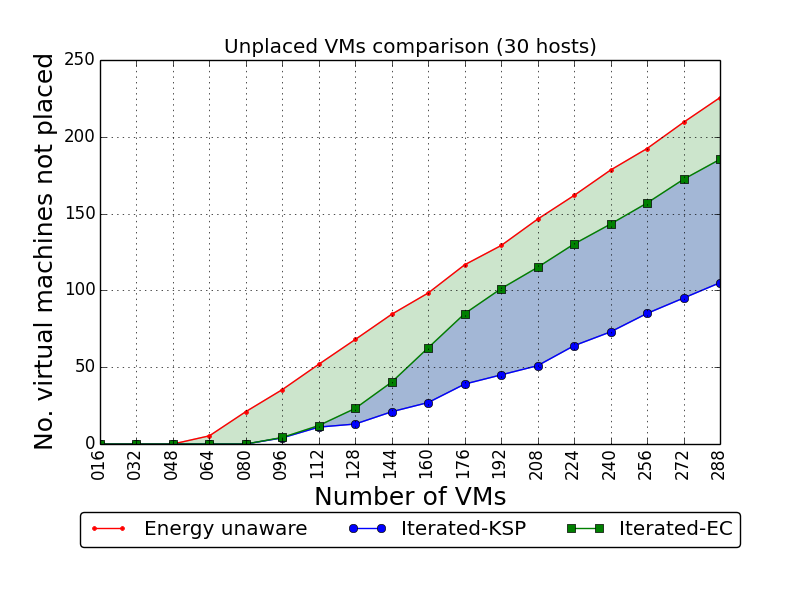 Unplaced VMs comparison (30 hosts)
No. virtual machines not placed
250
200
150
100
50
0
016 032 048 064 080 096 112 128 144 160 176 192 208 224 240 256 272 288
Number of VMs
Energy unaware Iterated-KSP Iterated-EC